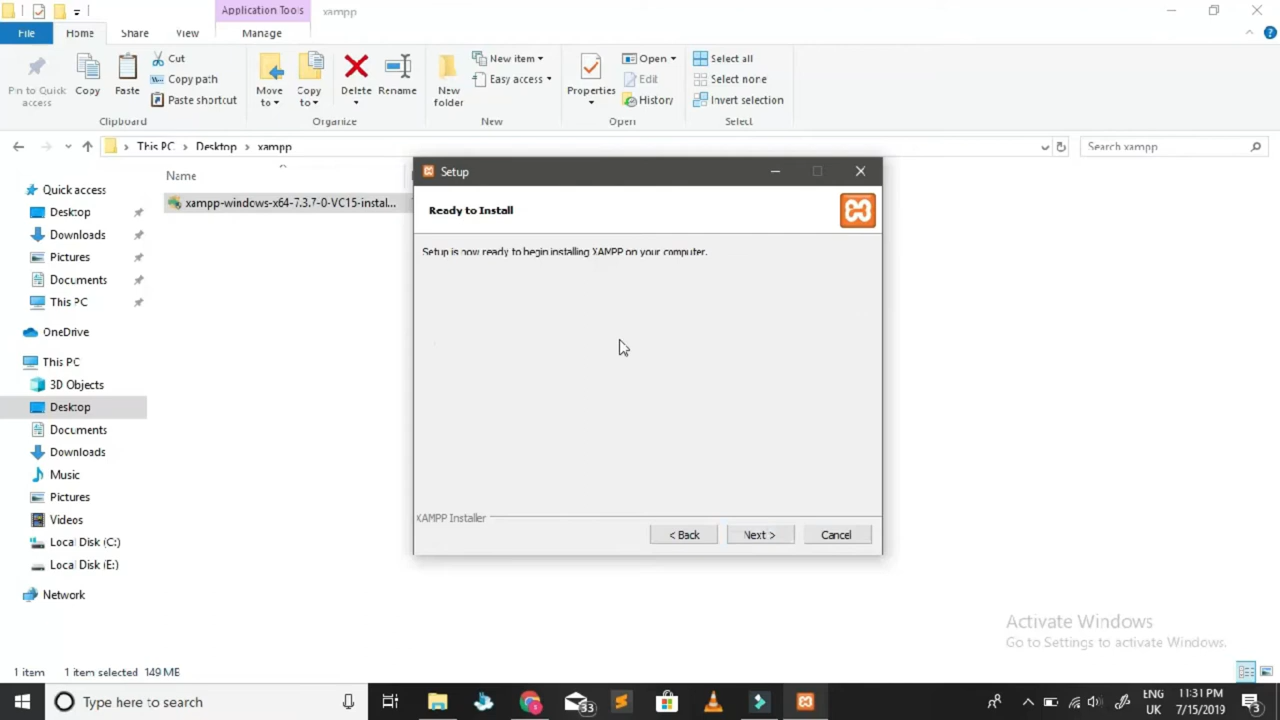 Application Tools
xampp
File
Home
Share
View
Manage
Pin to Quick access
Copy
Paste
Cut
Copy path
Paste shortcut
Clipboard
Move to
Copy to
Delete
Rename
Organize
New folder
New item
Easy access
New
Properties
Open
Edit
History
Open
Select all
Select none
Invert selection
Select
This PC > Desktop > xampp
Search xampp
Name
Quick access
Desktop
Downloads
Pictures
Documents
This PC
OneDrive
This PC
3D Objects
Desktop
Documents
Downloads
Music
Pictures
Videos
Local Disk (C:)
Local Disk (E:)
Network
xampp-windows-x64-7.3.7-0-VC15-instal...
Setup
Ready to Install
Setup is now ready to begin installing XAMPP on your computer.
XAMPP Installer
< Back
Next >
Cancel
Activate Windows
Go to Settings to activate Windows.
1 item
1 item selected 149 MB
Type here to search
33
ENG
UK
11:31 PM
7/15/2019
3